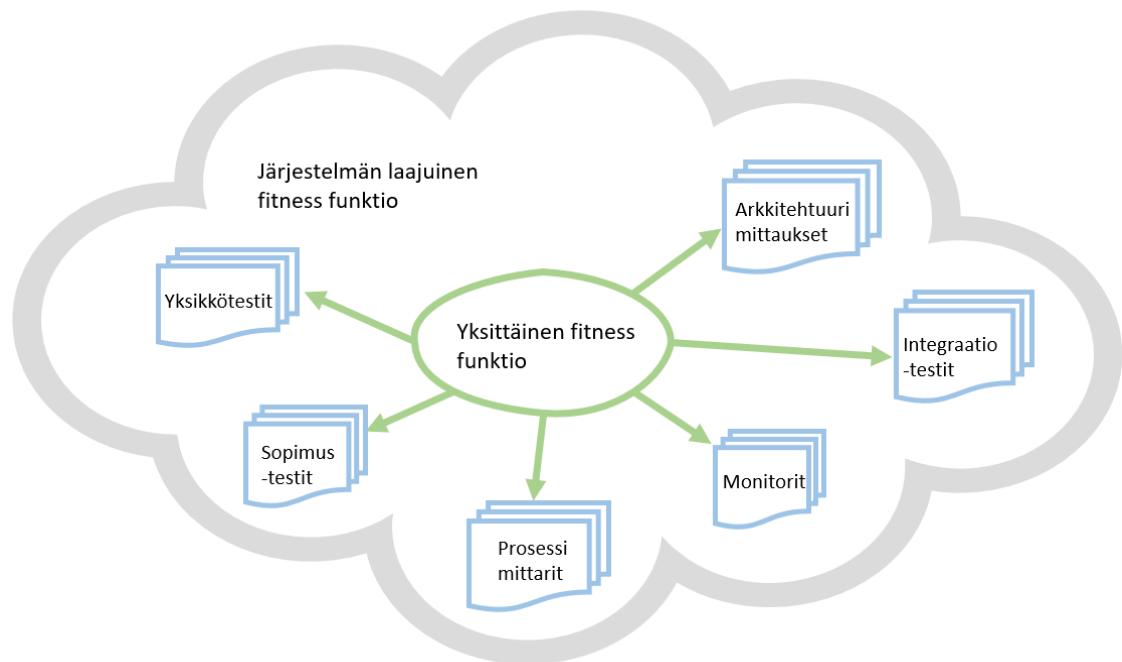 Järjestelmän laajuinen
fitness funktio
Arkkitehtuuri
mittaukset
Yksikkötestit
Yksittäinen fitness
funktio
Integraatio
-testit
Sopimus
-testit
Monitorit
Prosessi
mittarit